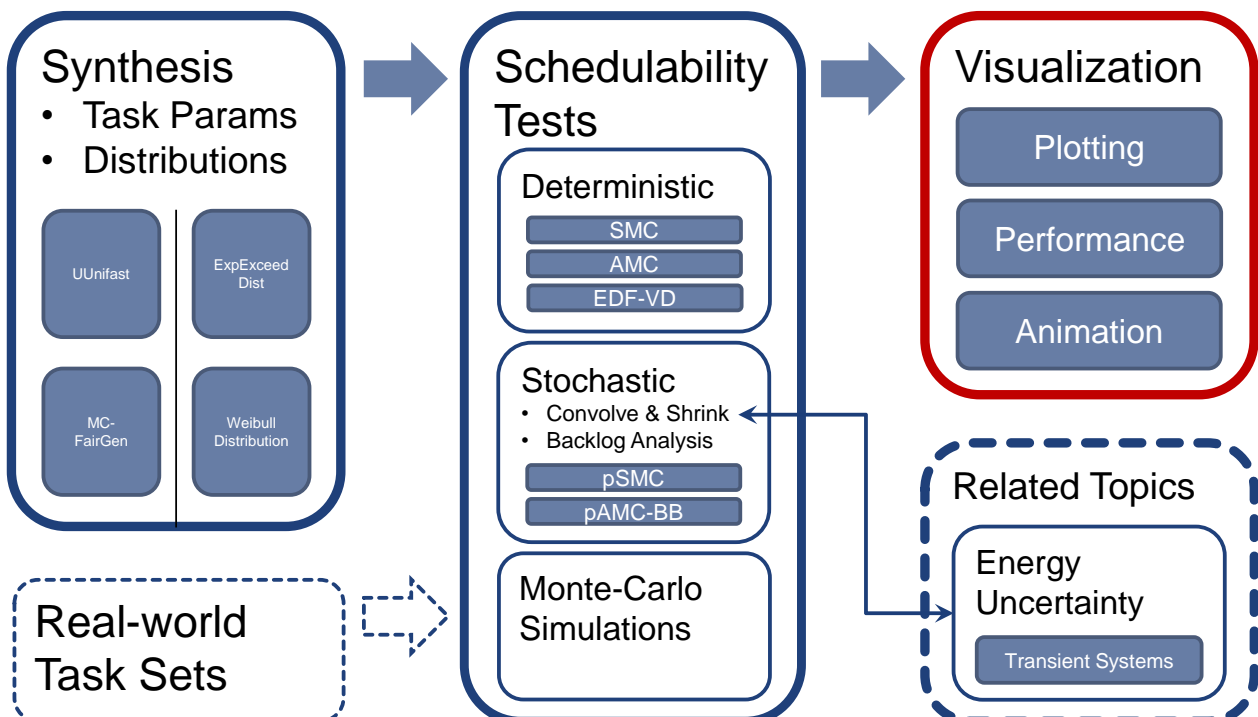 Synthesis
• Task Params
• Distributions
UUnifast
ExpExceed
Dist
MC-
FairGen
Weibull
Distribution
Real-world
Task Sets
Schedulability
Tests
Deterministic
SMC
AMC
EDF-VD
Stochastic
• Convolve & Shrink
• Backlog Analysis
pSMC
pAMC-BB
Monte-Carlo
Simulations
Visualization
Plotting
Performance
Animation
Related Topics
Energy
Uncertainty
Transient Systems